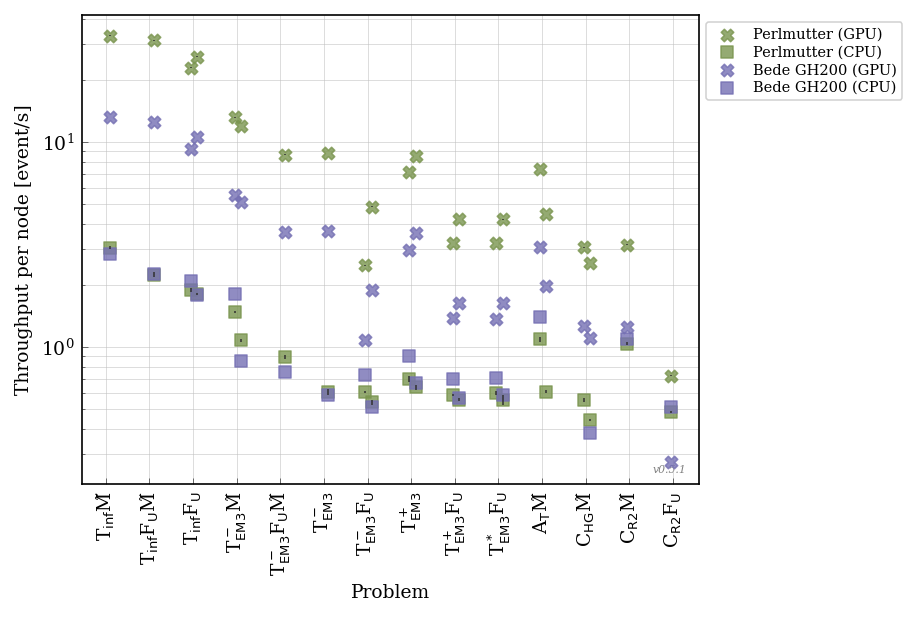 Throughput per node [event/s]
10¹
10⁰
Perlmutter (GPU)
Perlmutter (CPU)
Bede GH200 (GPU)
Bede GH200 (CPU)
T_inf M
T_inf F_U M
T_inf F_U
T⁻_EM3 M
T⁻_EM3 F_U M
T⁻_EM3
T⁻_EM3 F_U
T⁺_EM3
T⁺_EM3 F_U
T*_EM3 F_U
A_T M
C_HG M
C_R2 M
C_R2 F_U
Problem